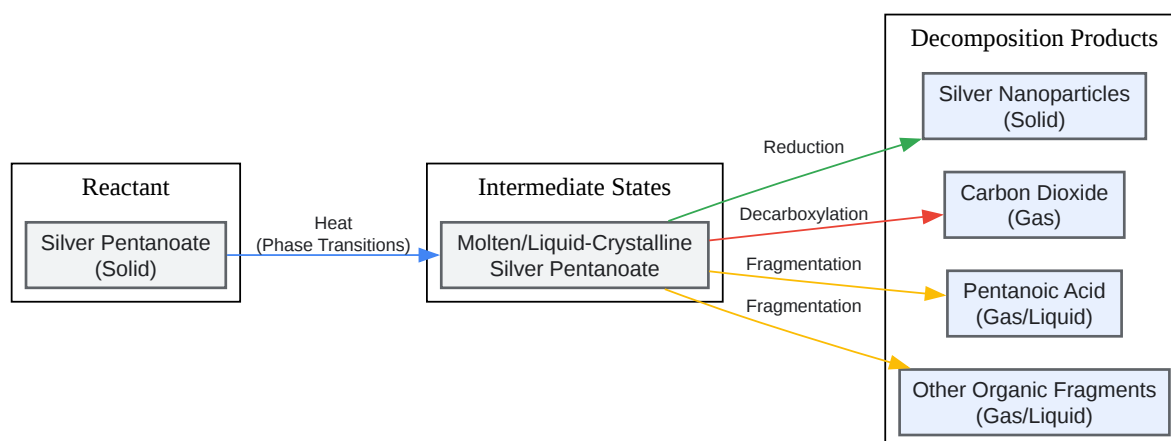 Reactant
Silver Pentanoate
(Solid)
Heat
(Phase Transitions)
Intermediate States
Molten/Liquid-Crystalline
Silver Pentanoate
Reduction
Decarboxylation
Fragmentation
Fragmentation
Decomposition Products
Silver Nanoparticles
(Solid)
Carbon Dioxide
(Gas)
Pentanoic Acid
(Gas/Liquid)
Other Organic Fragments
(Gas/Liquid)